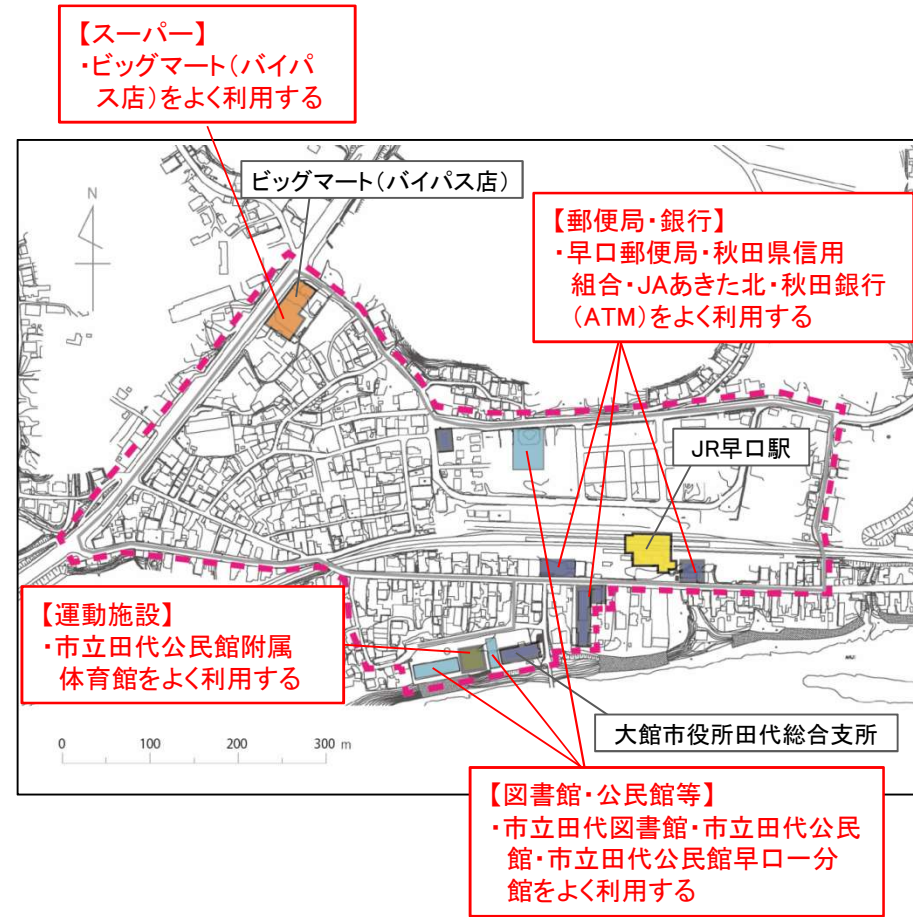 【スーパー】
・ビッグマート(バイパ
ス店)をよく利用する
ビッグマート(バイパス店)
N
【郵便局・銀行】
・早口郵便局・秋田県信用
組合・JAあきた北・秋田銀行
(ATM)をよく利用する
JR早口駅
【運動施設】
・市立田代公民館附属
体育館をよく利用する
大館市役所田代総合支所
0 100 200 300 m
【図書館・公民館等】
・市立田代図書館・市立田代公民
館・市立田代公民館早口一分
館をよく利用する